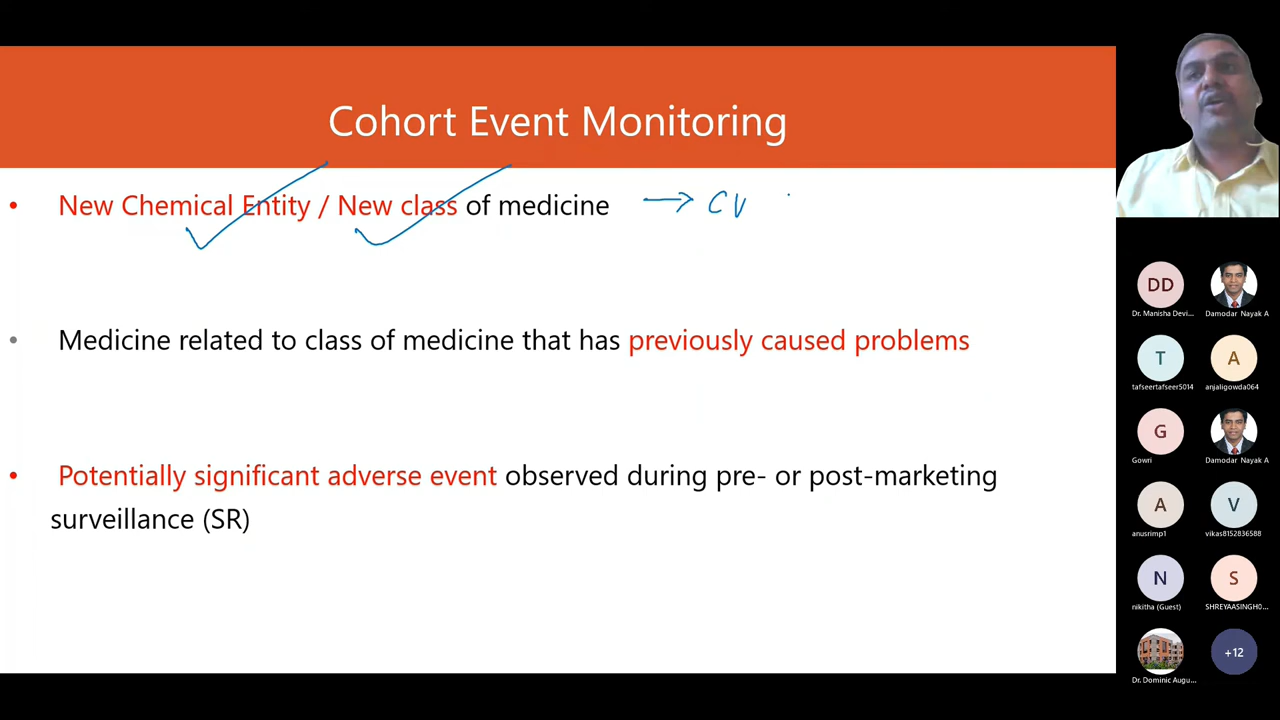 Cohort Event Monitoring
• New Chemical Entity / New class of medicine → CV
• Medicine related to class of medicine that has previously caused problems
• Potentially significant adverse event observed during pre- or post-marketing
surveillance (SR)
DD
Dr. Manisha Devi...
Damodar Nayak A
T
tafseertafseer5014
A
anjaligowda064
G
Gowri
Damodar Nayak A
A
anusrimp1
V
vikas8152836588
N
nikitha (Guest)
S
SHREYAASINGH0...
Dr. Dominic Augu...
+12